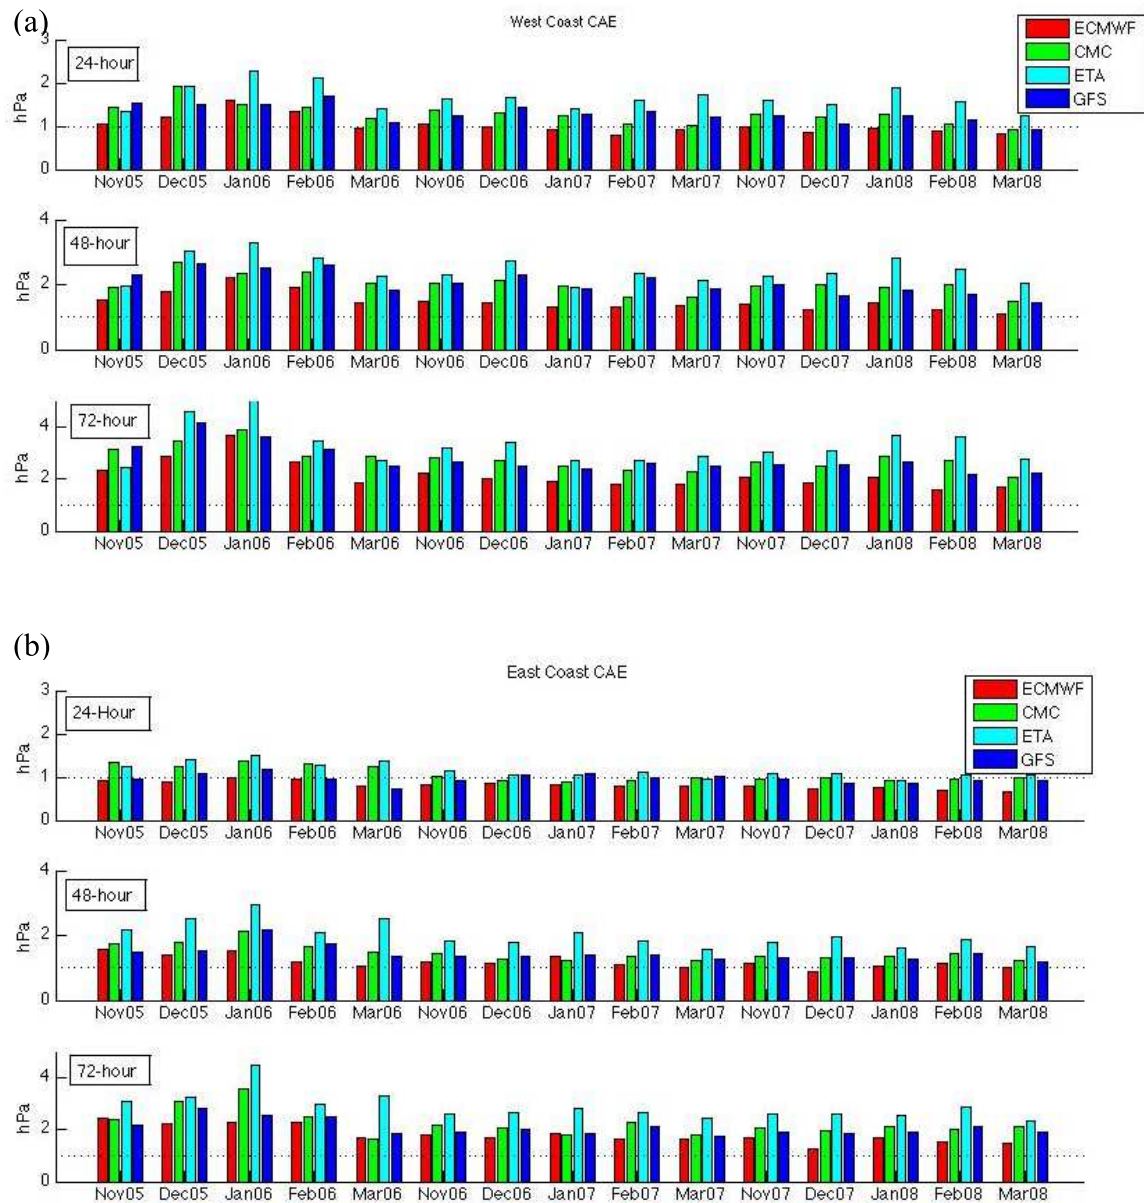 (a)
West Coast CAE
ECMWF
CMC
ETA
GFS
24-hour
hPa
3
2
1
0
Nov05 Dec05 Jan06 Feb06 Mar06 Nov06 Dec06 Jan07 Feb07 Mar07 Nov07 Dec07 Jan08 Feb08 Mar08
48-hour
hPa
4
2
0
Nov05 Dec05 Jan06 Feb06 Mar06 Nov06 Dec06 Jan07 Feb07 Mar07 Nov07 Dec07 Jan08 Feb08 Mar08
72-hour
hPa
4
2
0
Nov05 Dec05 Jan06 Feb06 Mar06 Nov06 Dec06 Jan07 Feb07 Mar07 Nov07 Dec07 Jan08 Feb08 Mar08
(b)
East Coast CAE
ECMWF
CMC
ETA
GFS
24-Hour
hPa
3
2
1
0
Nov05 Dec05 Jan06 Feb06 Mar06 Nov06 Dec06 Jan07 Feb07 Mar07 Nov07 Dec07 Jan08 Feb08 Mar08
48-hour
hPa
4
2
0
Nov05 Dec05 Jan06 Feb06 Mar06 Nov06 Dec06 Jan07 Feb07 Mar07 Nov07 Dec07 Jan08 Feb08 Mar08
72-hour
hPa
4
2
0
Nov05 Dec05 Jan06 Feb06 Mar06 Nov06 Dec06 Jan07 Feb07 Mar07 Nov07 Dec07 Jan08 Feb08 Mar08